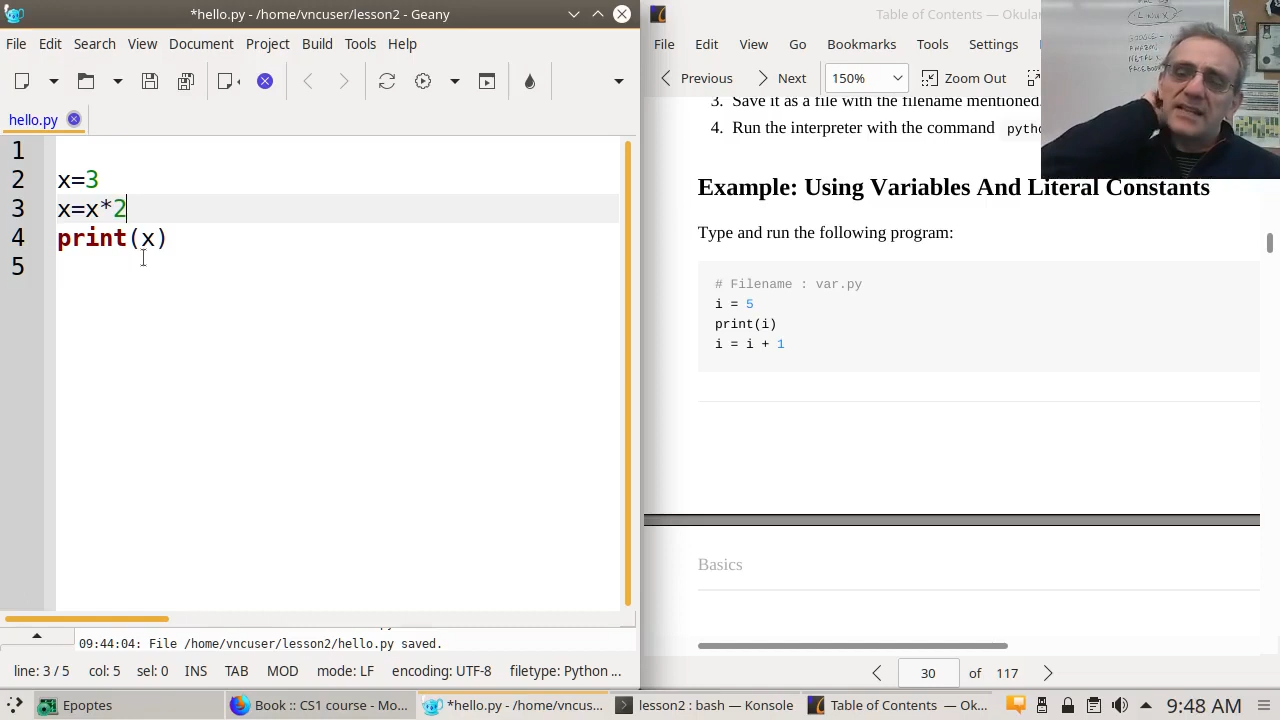 *hello.py - /home/vncuser/lesson2 - Geany
File Edit Search View Document Project Build Tools Help
hello.py
1
2 x=3
3 x=x*2
4 print(x)
5
09:44:04: File /home/vncuser/lesson2/hello.py saved.
line: 3 / 5 col: 5 sel: 0 INS TAB MOD mode: LF encoding: UTF-8 filetype: Python ...
Table of Contents — Okular
File Edit View Go Bookmarks Tools Settings
Previous Next 150% Zoom Out
3. Save it as a file with the filename mentioned.
4. Run the interpreter with the command
Example: Using Variables And Literal Constants
Type and run the following program:
# Filename : var.py
i = 5
print(i)
i = i + 1
Basics
30 of 117
LINUX
GOOGLE
AMAZON
NETFLIX
FACEBOOK
Epoptes Book :: CS1 course - Mo... *hello.py - /home/vncus... lesson2 : bash — Konsole Table of Contents — Ok... 9:48 AM